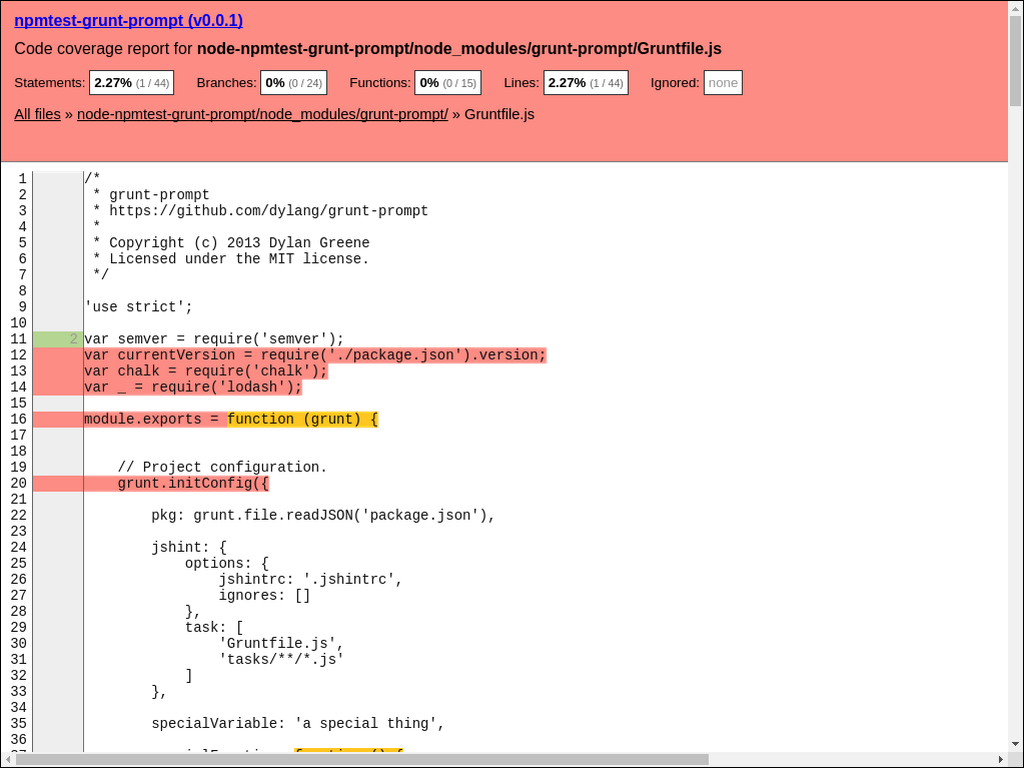 npmtest-grunt-prompt (v0.0.1)
Code coverage report for node-npmtest-grunt-prompt/node_modules/grunt-prompt/Gruntfile.js
Statements: 2.27% (1 / 44) Branches: 0% (0 / 24) Functions: 0% (0 / 15) Lines: 2.27% (1 / 44) Ignored: none
All files » node-npmtest-grunt-prompt/node_modules/grunt-prompt/ » Gruntfile.js
1 /*
2  * grunt-prompt
3  * https://github.com/dylang/grunt-prompt
4  *
5  * Copyright (c) 2013 Dylan Greene
6  * Licensed under the MIT license.
7  */
8
9 'use strict';
10
11 2 var semver = require('semver');
12 var currentVersion = require('./package.json').version;
13 var chalk = require('chalk');
14 var _ = require('lodash');
15
16 module.exports = function (grunt) {
17
18
19     // Project configuration.
20     grunt.initConfig({
21
22         pkg: grunt.file.readJSON('package.json'),
23
24         jshint: {
25             options: {
26                 jshintrc: '.jshintrc',
27                 ignores: []
28             },
29             task: [
30                 'Gruntfile.js',
31                 'tasks/**/*.js'
32             ]
33         },
34
35         specialVariable: 'a special thing',
36